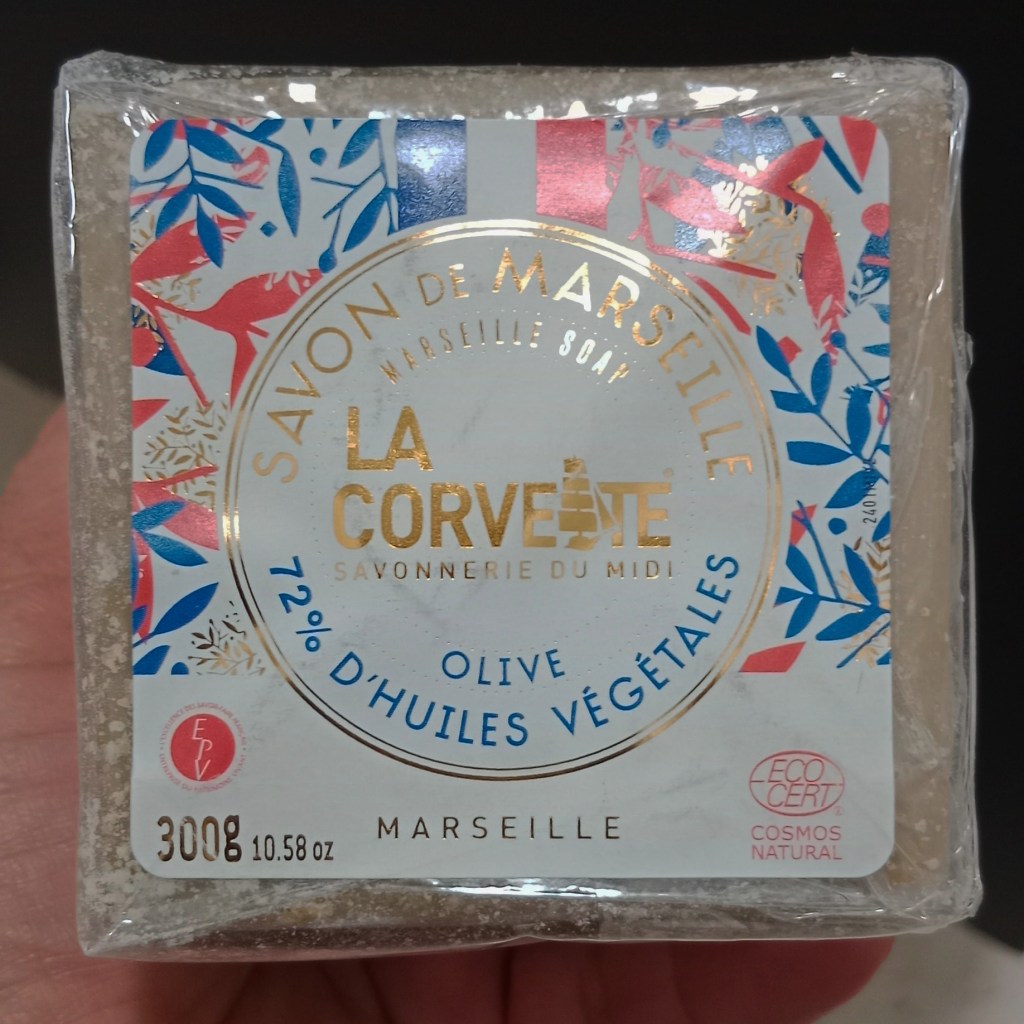 SAVON DE MARSEILLE
MARSEILLE SOAP
LA
CORVETTE
SAVONNERIE DU MIDI
OLIVE
72% D'HUILES VÉGÉTALES
EPV
300g 10.58 oz
MARSEILLE
ECO
CERT
®
COSMOS
NATURAL